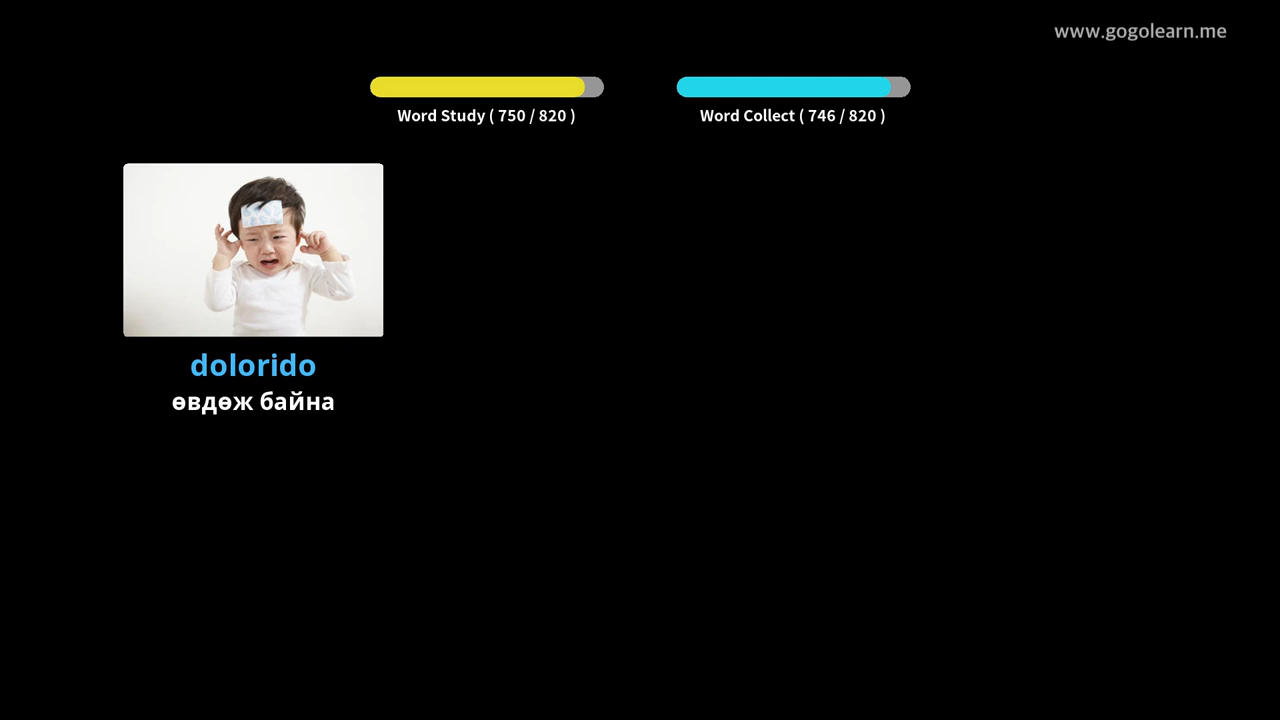 www.gogolearn.me
Word Study ( 750 / 820 )
Word Collect ( 746 / 820 )
dolorido
өвдөж байна